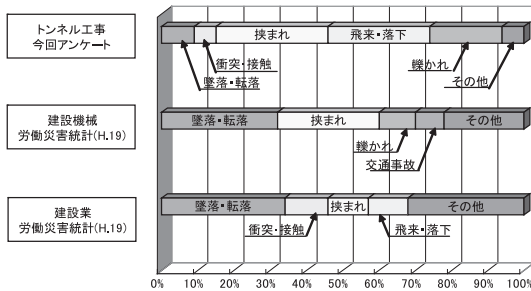 トンネル工事
今回アンケート
挟まれ
飛来・落下
衝突・接触
轢かれ
墜落・転落
その他
建設機械
労働災害統計(H.19)
墜落・転落
挟まれ
その他
轢かれ
交通事故
建設業
労働災害統計(H.19)
墜落・転落
挟まれ
その他
衝突・接触
飛来・落下
0% 10% 20% 30% 40% 50% 60% 70% 80% 90% 100%